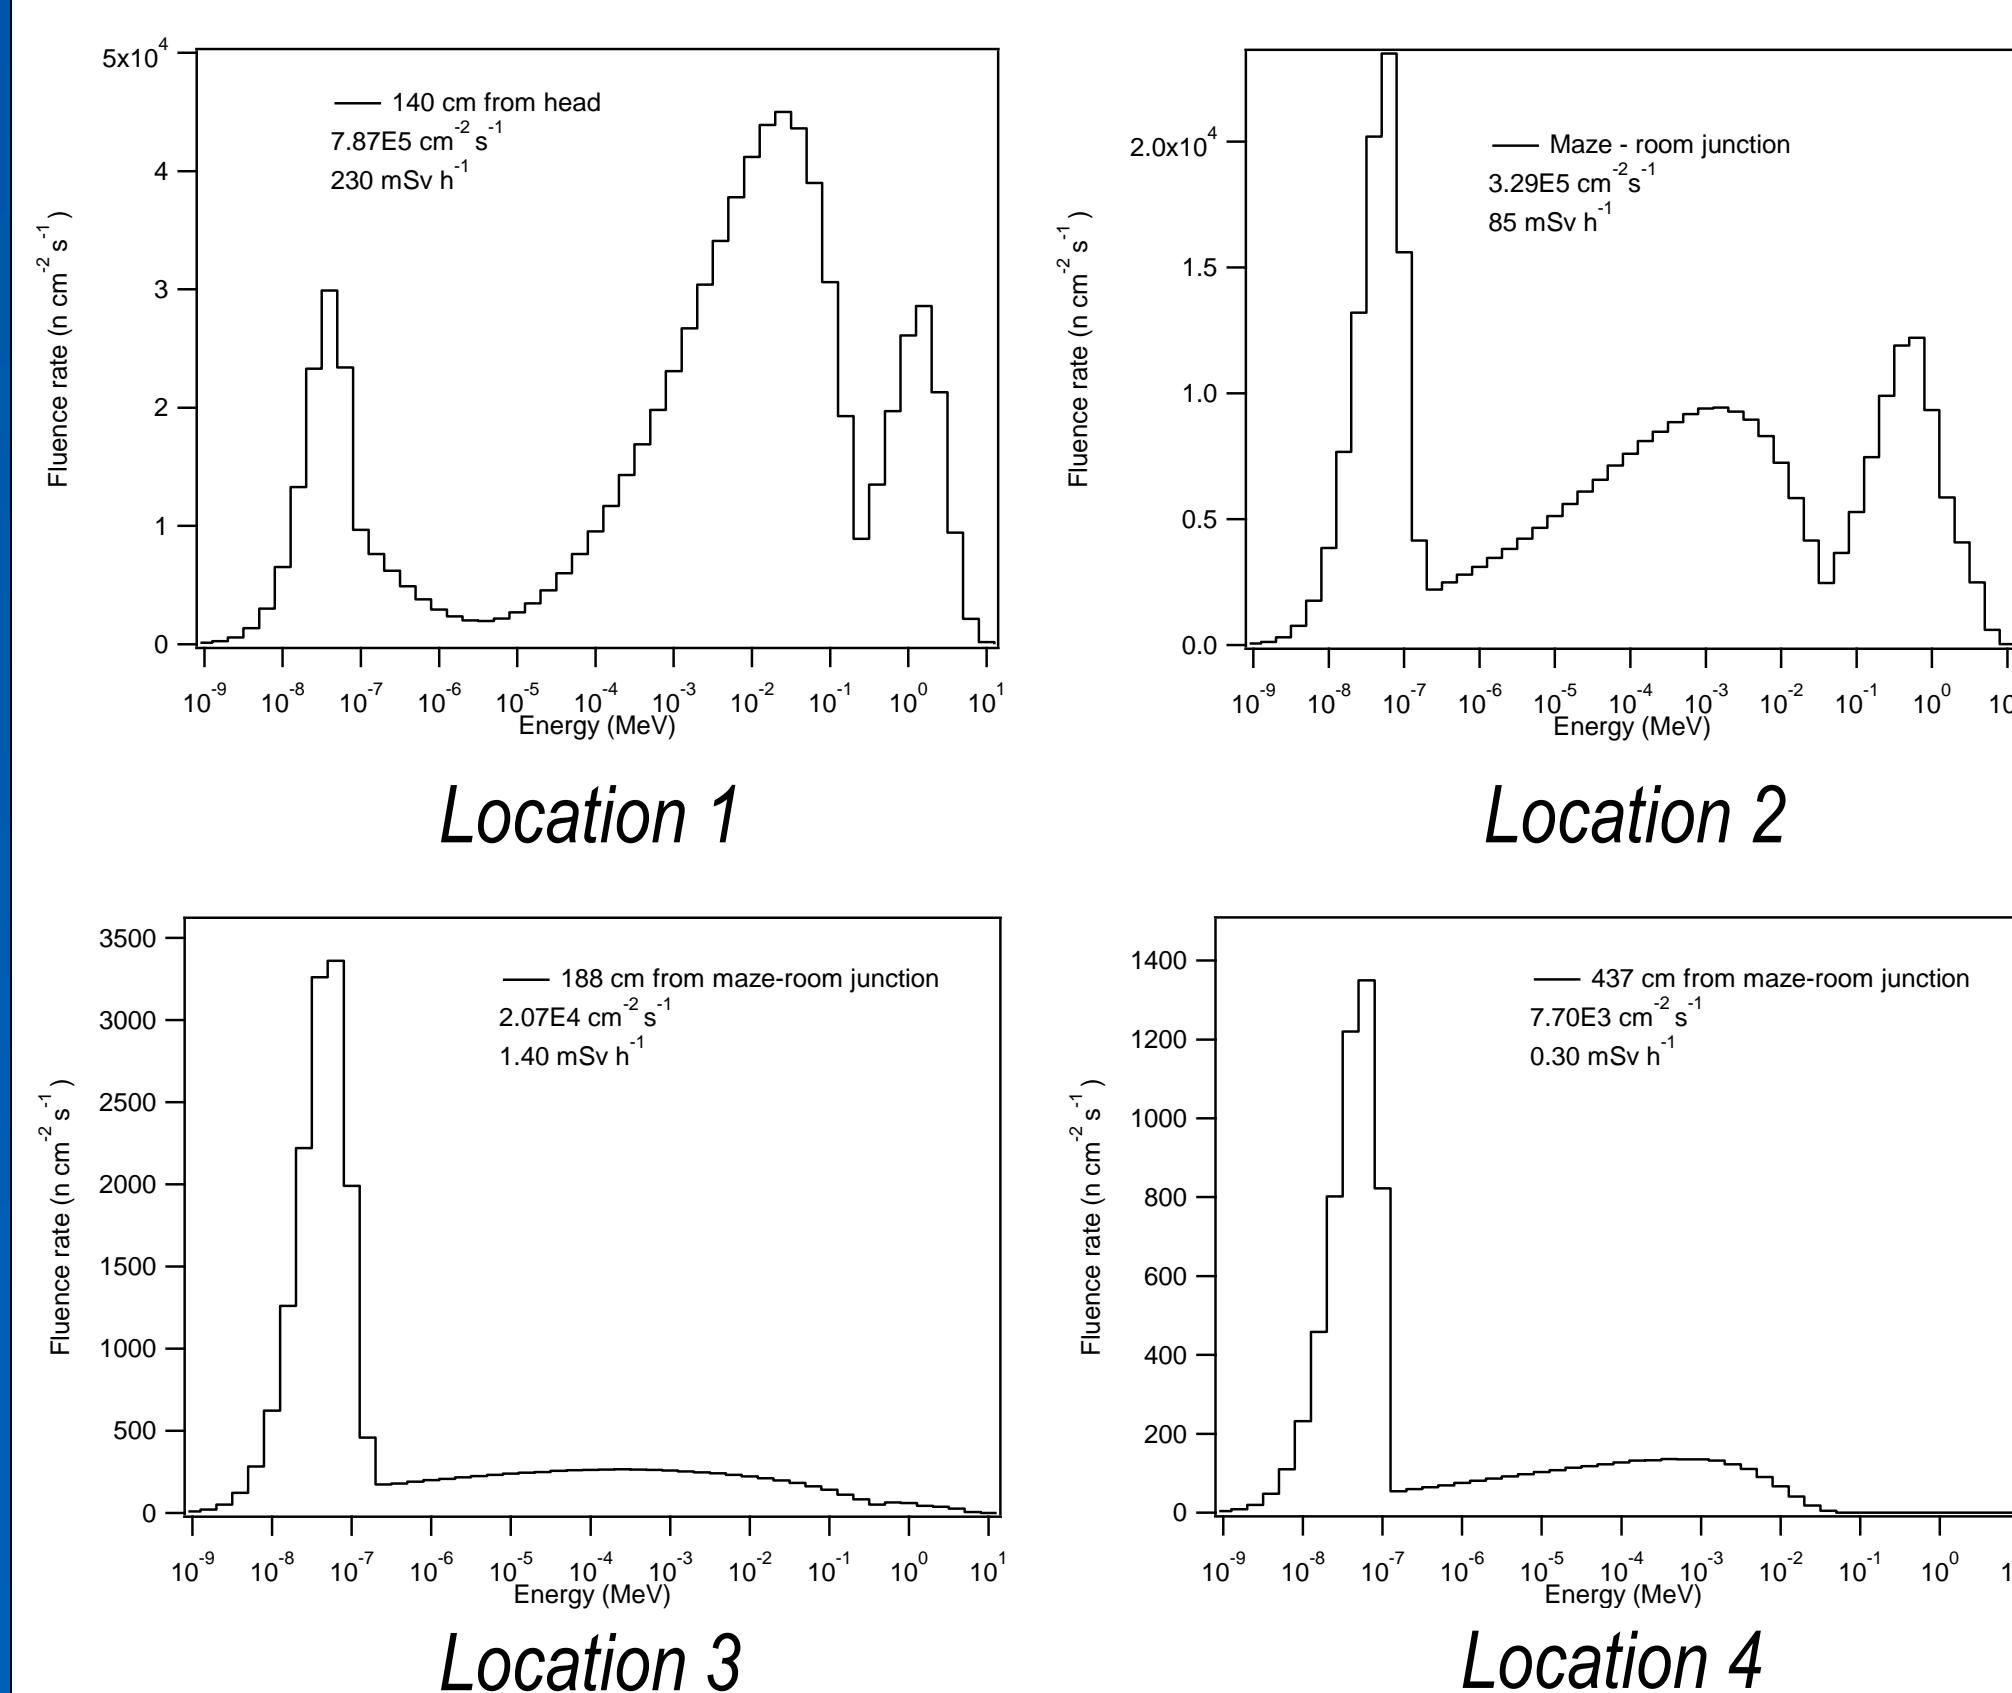 5x10^4
4
3
2
1
0
Fluence rate (n cm^-2 s^-1)
140 cm from head
7.87E5 cm^-2 s^-1
230 mSv h^-1
10^-9 10^-8 10^-7 10^-6 10^-5 10^-4 10^-3 10^-2 10^-1 10^0 10^1
Energy (MeV)
Location 1
2.0x10^4
1.5
1.0
0.5
0.0
Fluence rate (n cm^-2 s^-1)
Maze - room junction
3.29E5 cm^-2 s^-1
85 mSv h^-1
10^-9 10^-8 10^-7 10^-6 10^-5 10^-4 10^-3 10^-2 10^-1 10^0
Energy (MeV)
Location 2
3500
3000
2500
2000
1500
1000
500
0
Fluence rate (n cm^-2 s^-1)
188 cm from maze-room junction
2.07E4 cm^-2 s^-1
1.40 mSv h^-1
10^-9 10^-8 10^-7 10^-6 10^-5 10^-4 10^-3 10^-2 10^-1 10^0 10^1
Energy (MeV)
Location 3
1400
1200
1000
800
600
400
200
0
Fluence rate (n cm^-2 s^-1)
437 cm from maze-room junction
7.70E3 cm^-2 s^-1
0.30 mSv h^-1
10^-9 10^-8 10^-7 10^-6 10^-5 10^-4 10^-3 10^-2 10^-1 10^0
Energy (MeV)
Location 4